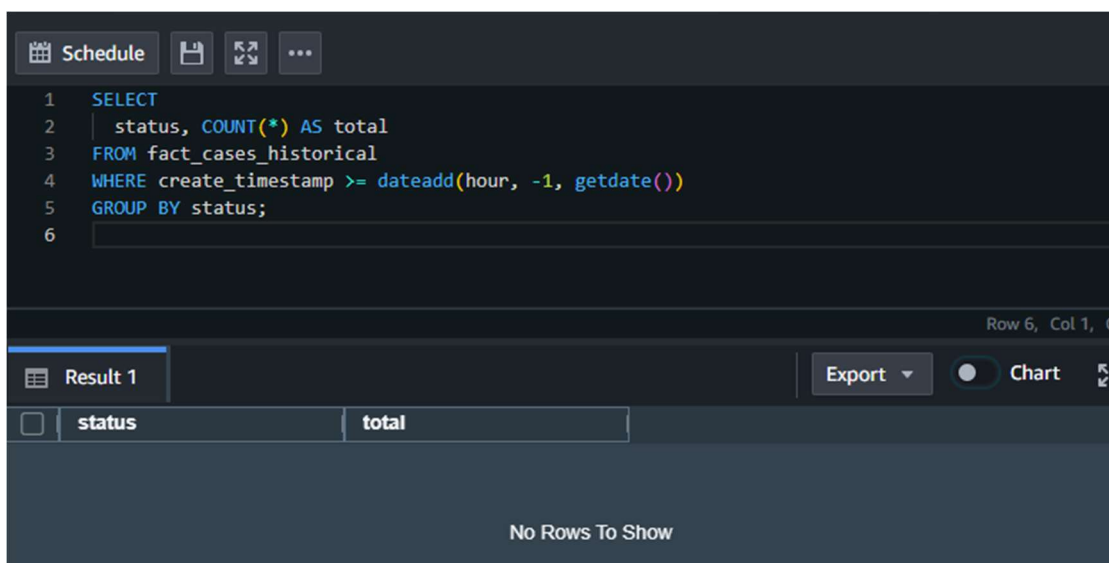 Schedule
1 SELECT
2 status, COUNT(*) AS total
3 FROM fact_cases_historical
4 WHERE create_timestamp >= dateadd(hour, -1, getdate())
5 GROUP BY status;
6
Row 6, Col 1,
Result 1 Export Chart
status total
No Rows To Show